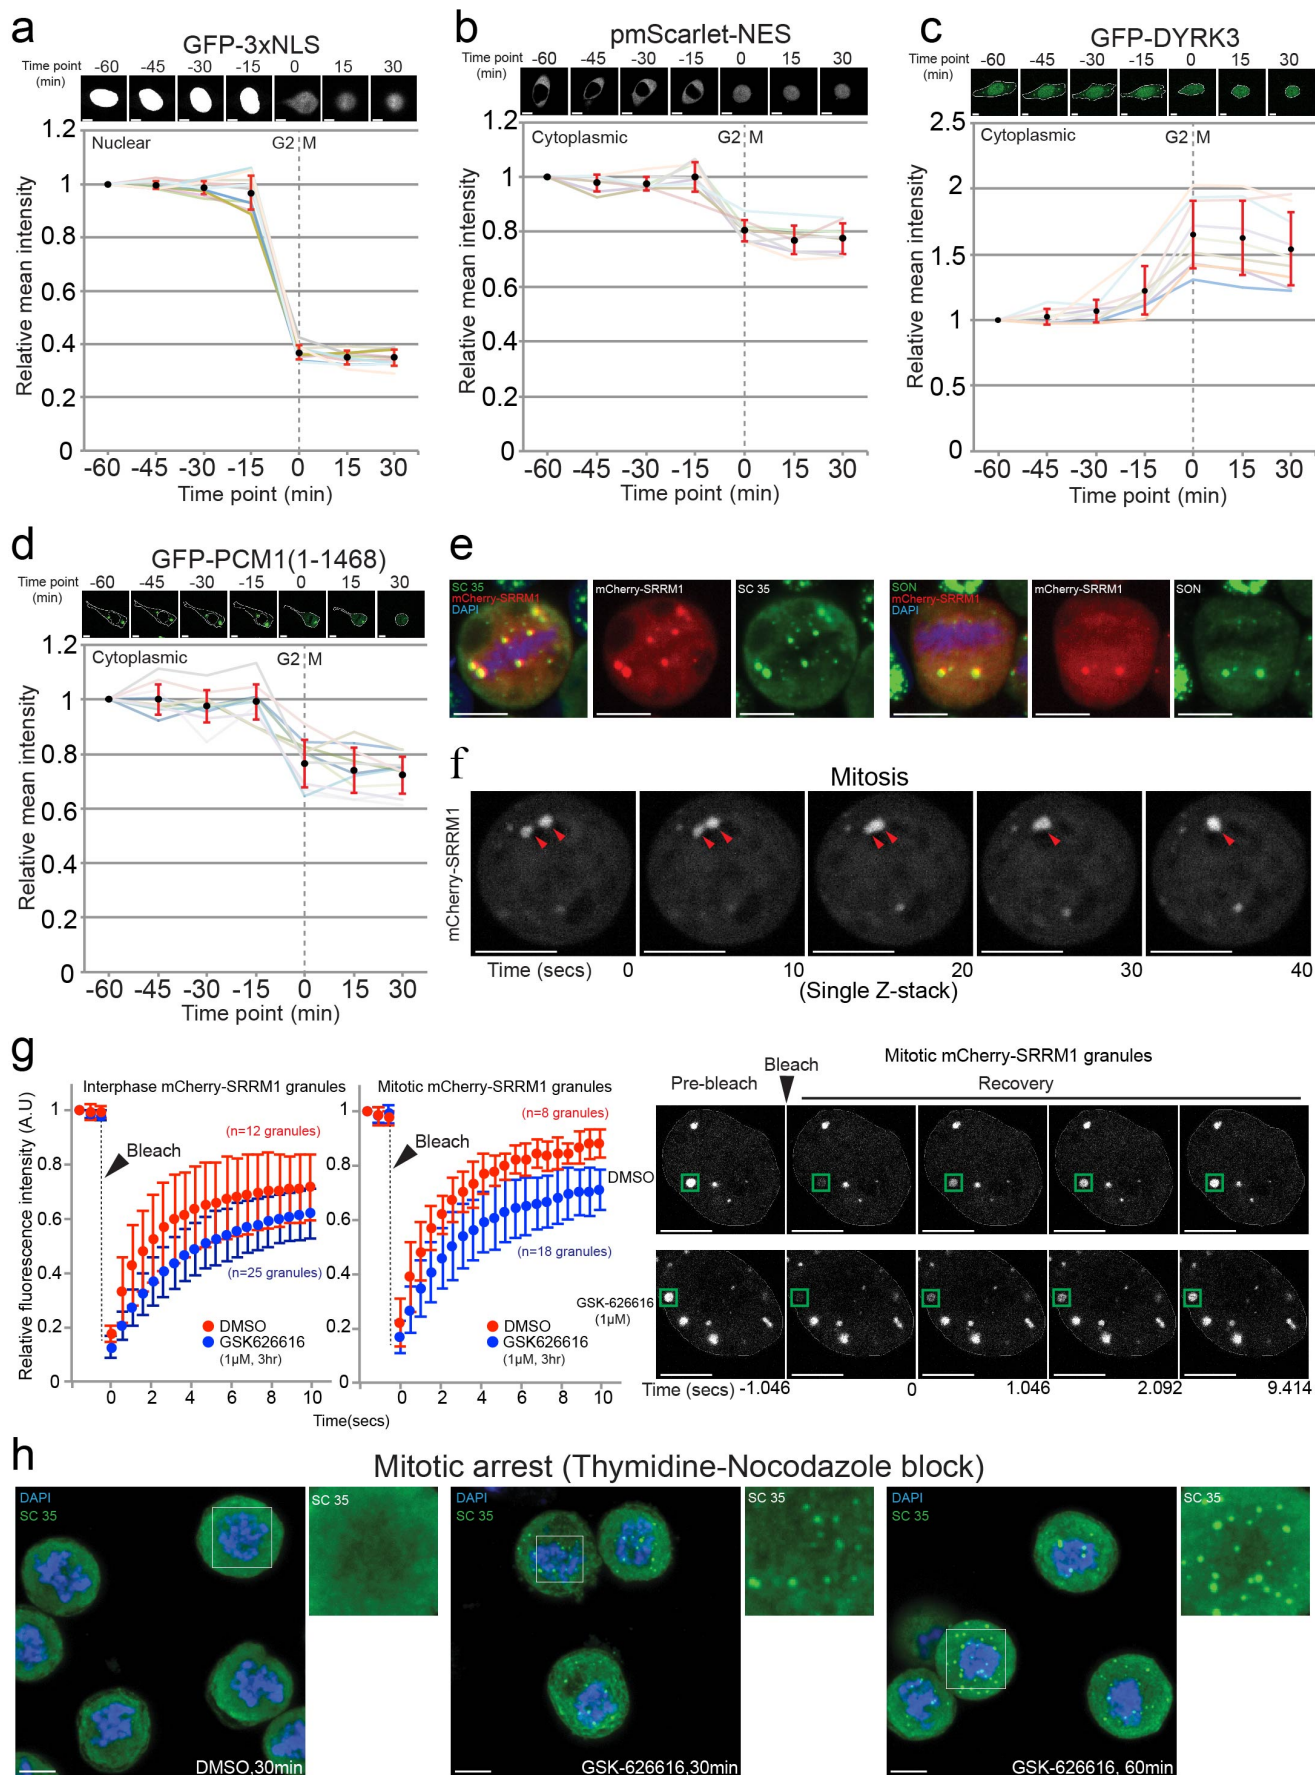 a
GFP-3xNLS
Time point
(min)
-60 -45 -30 -15 0 15 30
Nuclear
G2 M
1.2
1
0.8
0.6
0.4
0.2
0
Relative mean intensity
-60 -45 -30 -15 0 15 30
Time point (min)
b
pmScarlet-NES
Time point
(min)
-60 -45 -30 -15 0 15 30
Cytoplasmic
G2 M
1.2
1
0.8
0.6
0.4
0.2
0
Relative mean intensity
-60 -45 -30 -15 0 15 30
Time point (min)
c
GFP-DYRK3
Time point
(min)
-60 -45 -30 -15 0 15 30
Cytoplasmic
G2 M
2.5
2
1.5
1
0.5
0
Relative mean intensity
-60 -45 -30 -15 0 15 30
Time point (min)
d
GFP-PCM1(1-1468)
Time point
(min)
-60 -45 -30 -15 0 15 30
Cytoplasmic
G2 M
1.2
1
0.8
0.6
0.4
0.2
0
Relative mean intensity
-60 -45 -30 -15 0 15 30
Time point (min)
e
SC 35
mCherry-SRRM1
DAPI
mCherry-SRRM1
SC 35
SON
mCherry-SRRM1
DAPI
mCherry-SRRM1
SON
f
Mitosis
mCherry-SRRM1
Time (secs) 0 10 20 30 40
(Single Z-stack)
g
Interphase mCherry-SRRM1 granules
(n=12 granules)
Bleach
(n=25 granules)
DMSO
GSK626616
(1µM, 3hr)
1
0.8
0.6
0.4
0.2
0
Relative fluorescence intensity (A.U)
0 2 4 6 8 10
Mitotic mCherry-SRRM1 granules
(n=8 granules)
Bleach
(n=18 granules)
DMSO
GSK626616
(1µM, 3hr)
1
0.8
0.6
0.4
0.2
0
0 2 4 6 8 10
Time(secs)
Mitotic mCherry-SRRM1 granules
Bleach
Pre-bleach
Recovery
DMSO
GSK-626616
(1µM)
Time (secs) -1.046 0 1.046 2.092 9.414
h
Mitotic arrest (Thymidine-Nocodazole block)
DAPI
SC 35
DMSO,30min
SC 35
DAPI
SC 35
GSK-626616,30min
SC 35
DAPI
SC 35
GSK-626616, 60min
SC 35